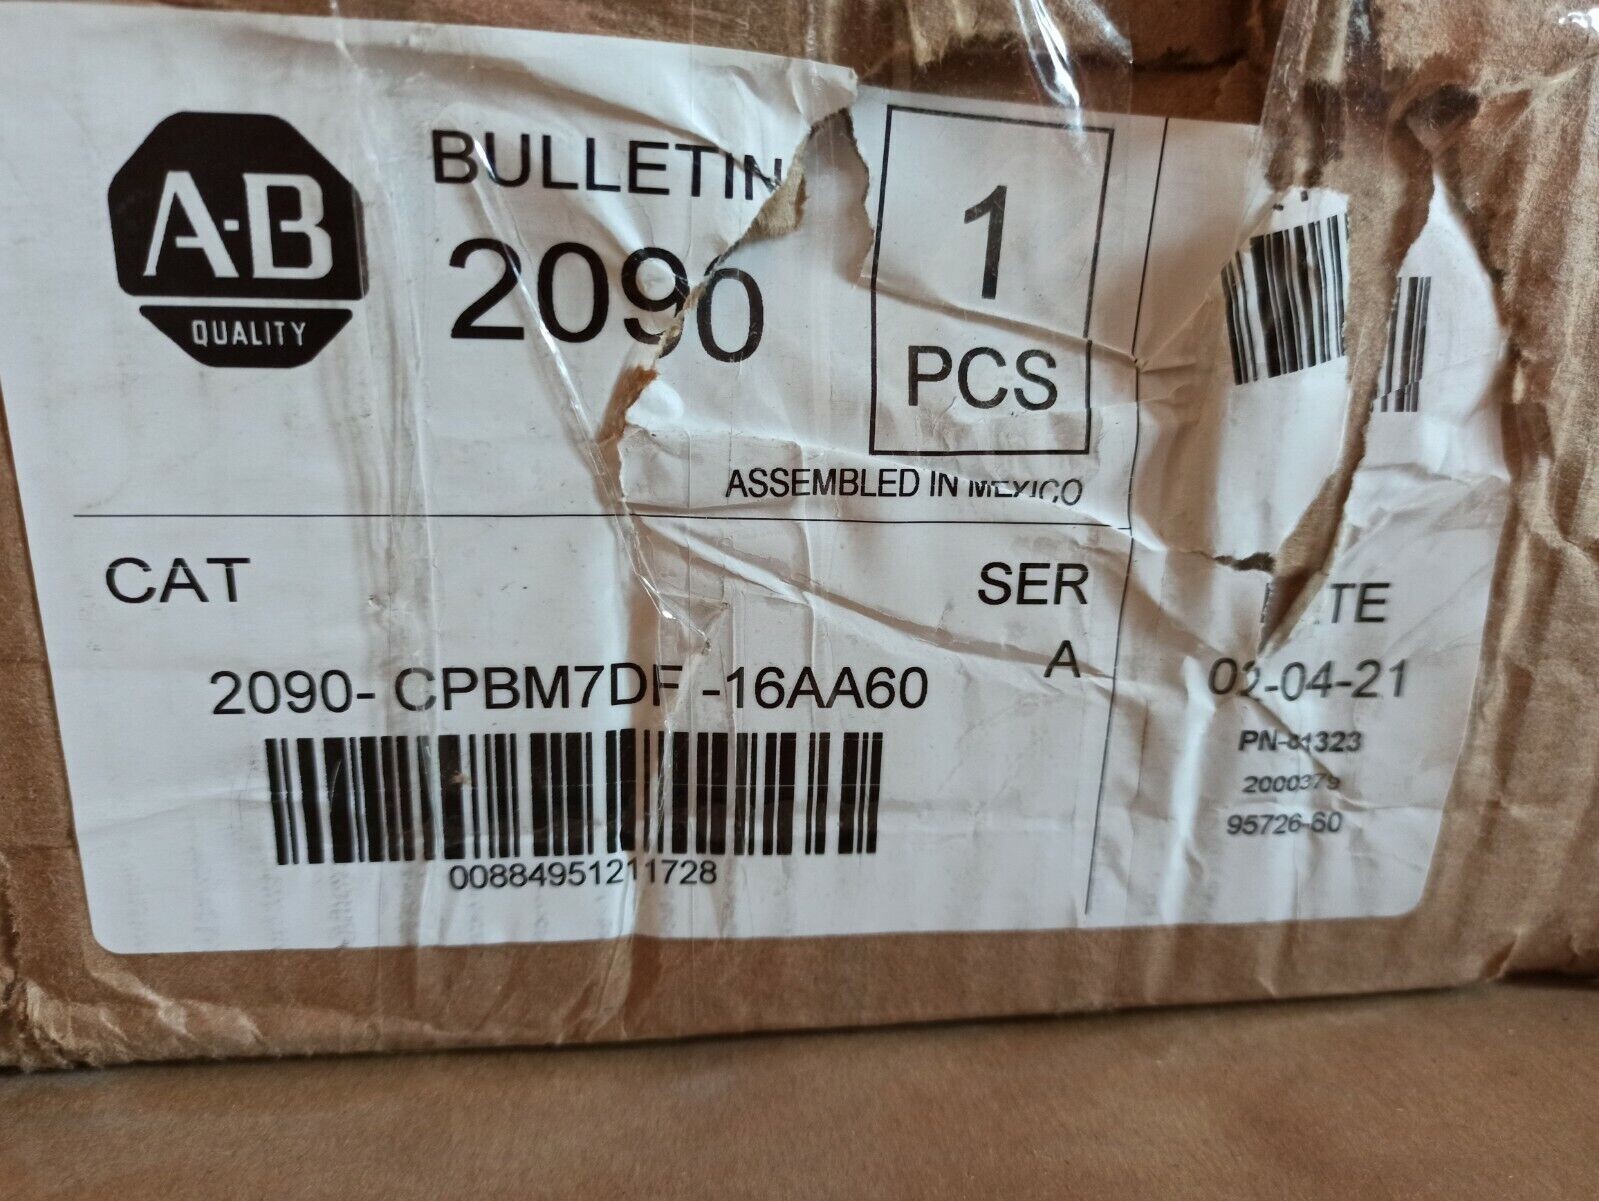 A-B
QUALITY
BULLETIN
2090
1
PCS
ASSEMBLED IN MEXICO
CAT
SER
A
2090- CPBM7DF -16AA60
00884951211728
02-04-21
2000379
95726-60